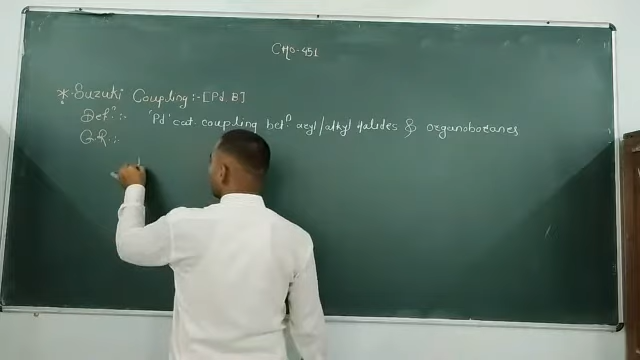 CHO-451
* Suzuki Coupling :- [Pd. B]
Defⁿ :- 'Pd' cat. coupling betⁿ aryl/alkyl Halides & organoboranes
G.R. :-